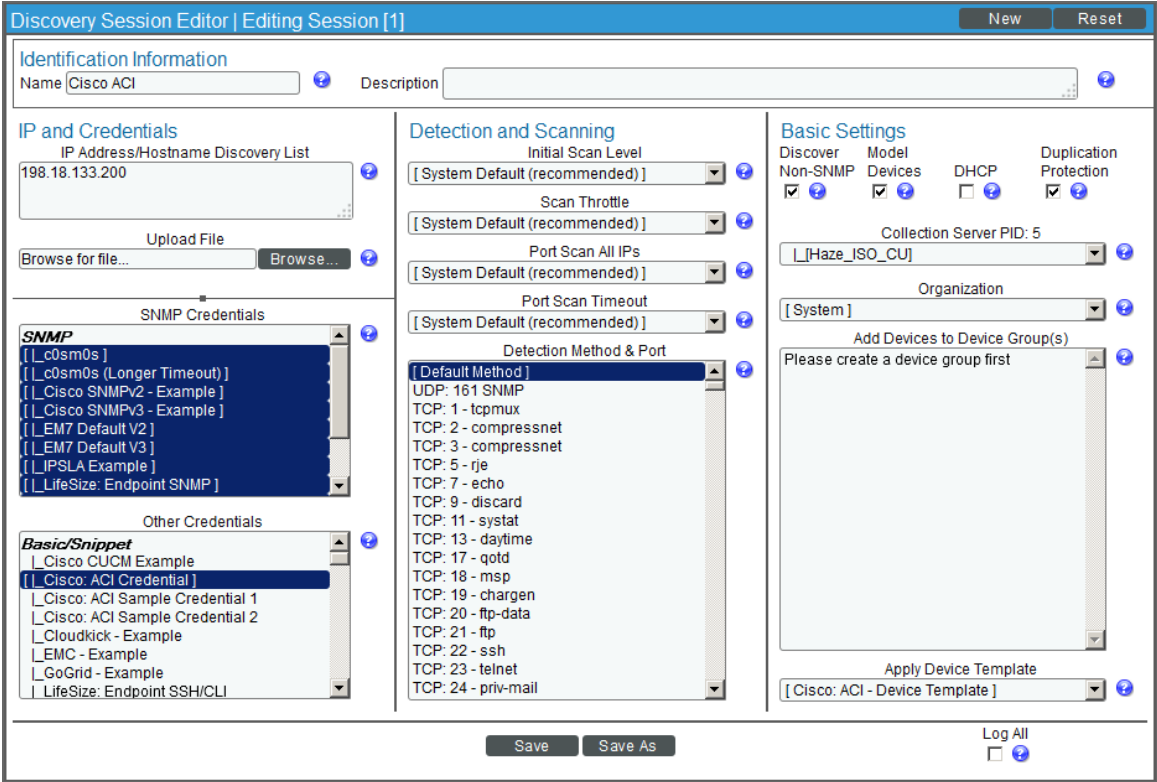 Discovery Session Editor | Editing Session [1]
New
Reset
Identification Information
Name
Cisco ACI
Description
IP and Credentials
IP Address/Hostname Discovery List
198.18.133.200
Upload File
Browse for file...
Browse...
SNMP Credentials
SNMP
[ |_c0sm0s ]
[ |_c0sm0s (Longer Timeout) ]
[ |_Cisco SNMPv2 - Example ]
[ |_Cisco SNMPv3 - Example ]
[ |_EM7 Default V2 ]
[ |_EM7 Default V3 ]
[ |_IPSLA Example ]
[ |_LifeSize: Endpoint SNMP ]
Other Credentials
Basic/Snippet
|_Cisco CUCM Example
[ |_Cisco: ACI Credential ]
|_Cisco: ACI Sample Credential 1
|_Cisco: ACI Sample Credential 2
|_Cloudkick - Example
|_EMC - Example
|_GoGrid - Example
|_LifeSize: Endpoint SSH/CLI
Detection and Scanning
Initial Scan Level
[ System Default (recommended) ]
Scan Throttle
[ System Default (recommended) ]
Port Scan All IPs
[ System Default (recommended) ]
Port Scan Timeout
[ System Default (recommended) ]
Detection Method & Port
[ Default Method ]
UDP: 161 SNMP
TCP: 1 - tcpmux
TCP: 2 - compressnet
TCP: 3 - compressnet
TCP: 5 - rje
TCP: 7 - echo
TCP: 9 - discard
TCP: 11 - systat
TCP: 13 - daytime
TCP: 17 - qotd
TCP: 18 - msp
TCP: 19 - chargen
TCP: 20 - ftp-data
TCP: 21 - ftp
TCP: 22 - ssh
TCP: 23 - telnet
TCP: 24 - priv-mail
Basic Settings
Discover
Non-SNMP
Model
Devices
DHCP
Duplication
Protection
Collection Server PID: 5
|_[Haze_ISO_CU]
Organization
[ System ]
Add Devices to Device Group(s)
Please create a device group first
Apply Device Template
[ Cisco: ACI - Device Template ]
Save
Save As
Log All